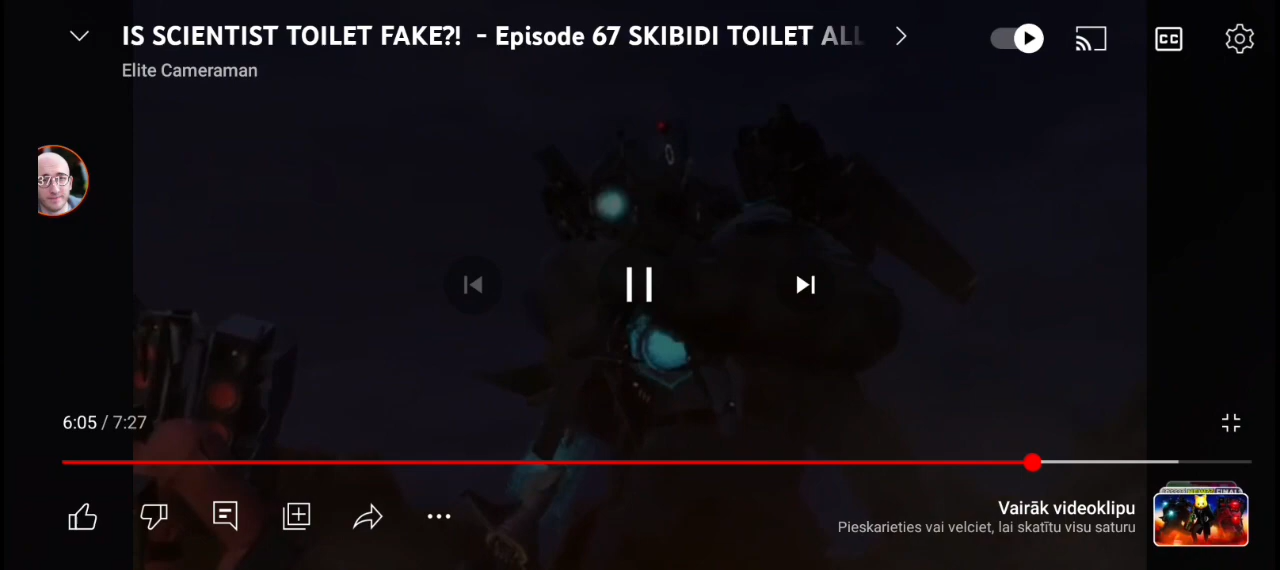 IS SCIENTIST TOILET FAKE?! - Episode 67 SKIBIDI TOILET ALL
Elite Cameraman
6:05 / 7:27
Vairāk videoklipu
Pieskarieties vai velciet, lai skatītu visu saturu